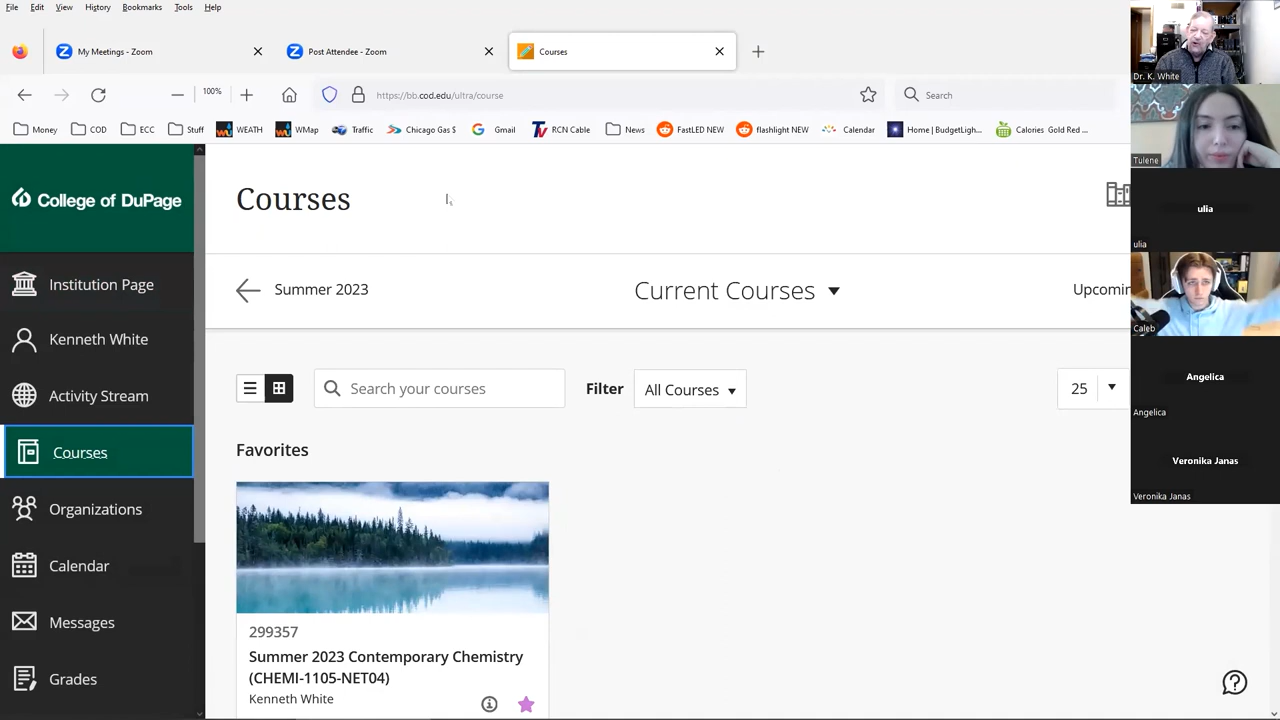 File Edit View History Bookmarks Tools Help
My Meetings - Zoom
Post Attendee - Zoom
Courses
100%
https://bb.cod.edu/ultra/course
Search
Money COD ECC Stuff WEATH WMap Traffic Chicago Gas $ Gmail RCN Cable News FastLED NEW flashlight NEW Calendar Home | BudgetLigh... Calories Gold Red ...
College of DuPage
Institution Page
Kenneth White
Activity Stream
Courses
Organizations
Calendar
Messages
Grades
Courses
Summer 2023
Current Courses
Upcomin
Search your courses
Filter
All Courses
25
Favorites
299357
Summer 2023 Contemporary Chemistry
(CHEMI-1105-NET04)
Kenneth White
Dr. K. White
Tulene
ulia
ulia
Caleb
Angelica
Angelica
Veronika Janas
Veronika Janas